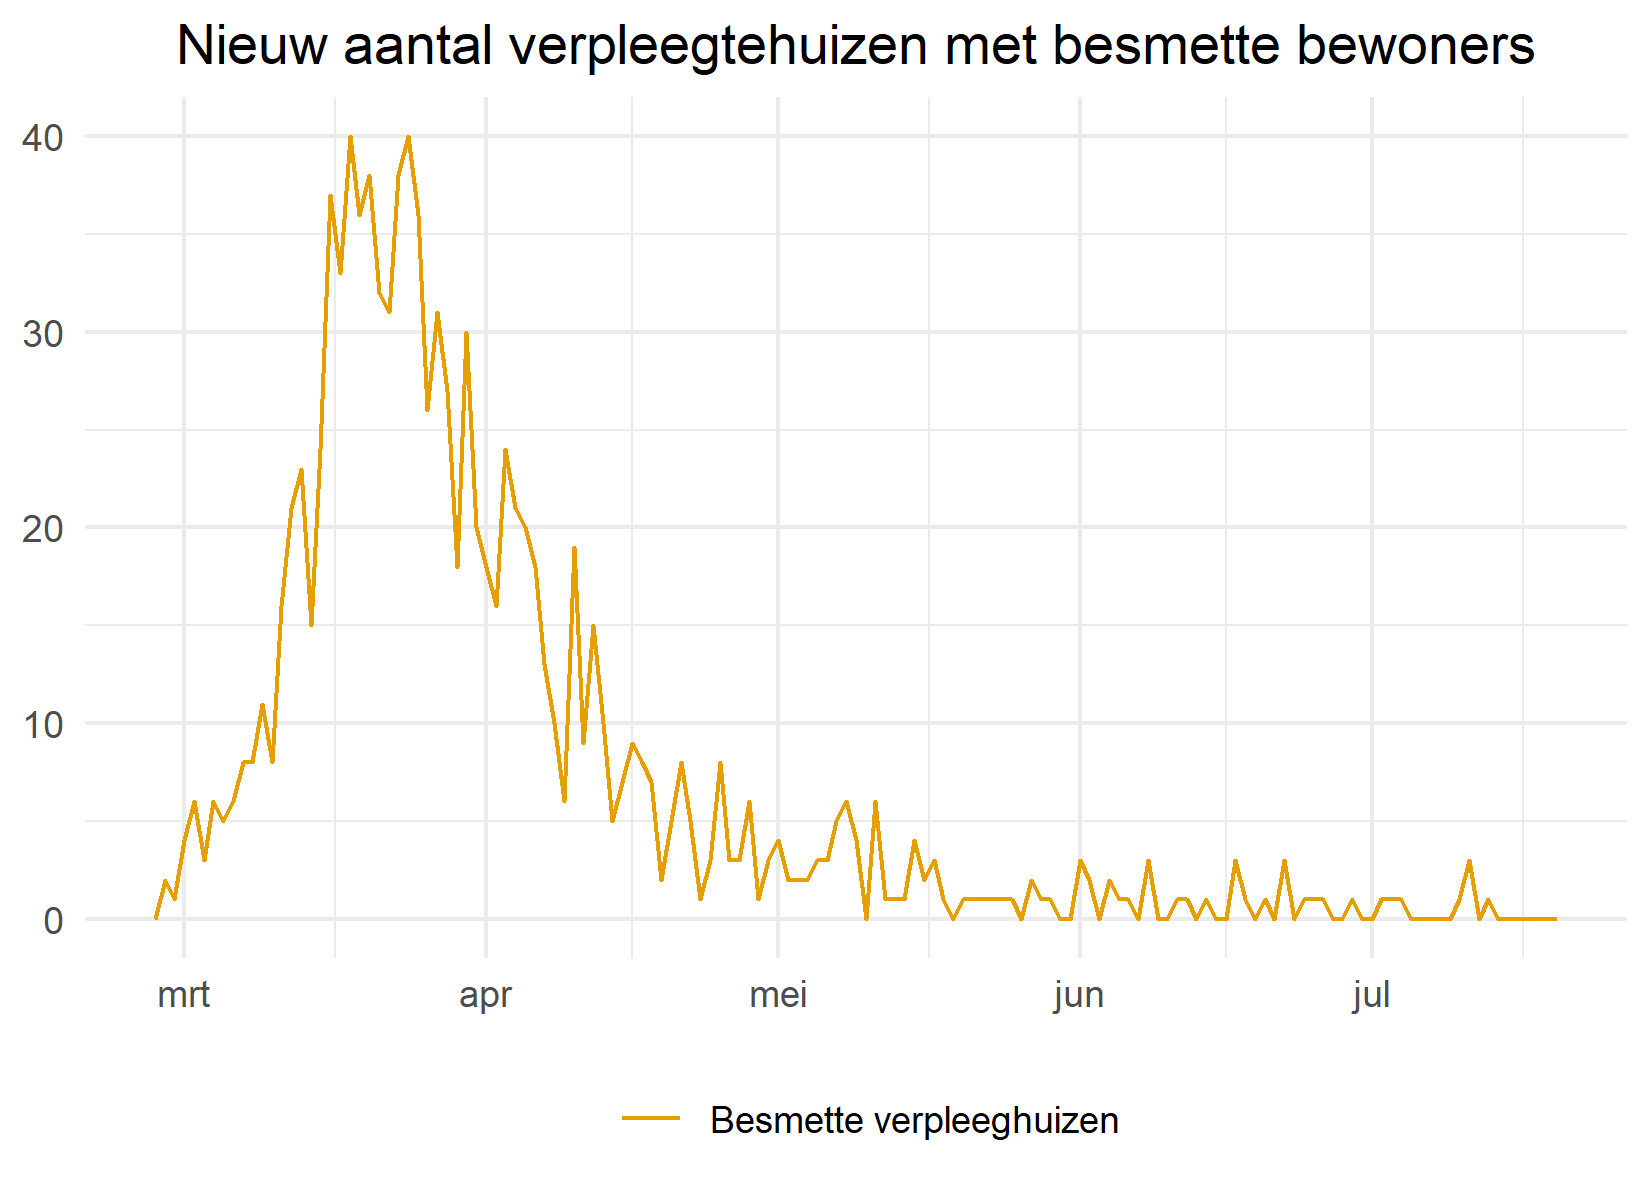 Nieuw aantal verpleegtehuizen met besmette bewoners
40
30
20
10
0
mrt apr mei jun jul
Besmette verpleeghuizen